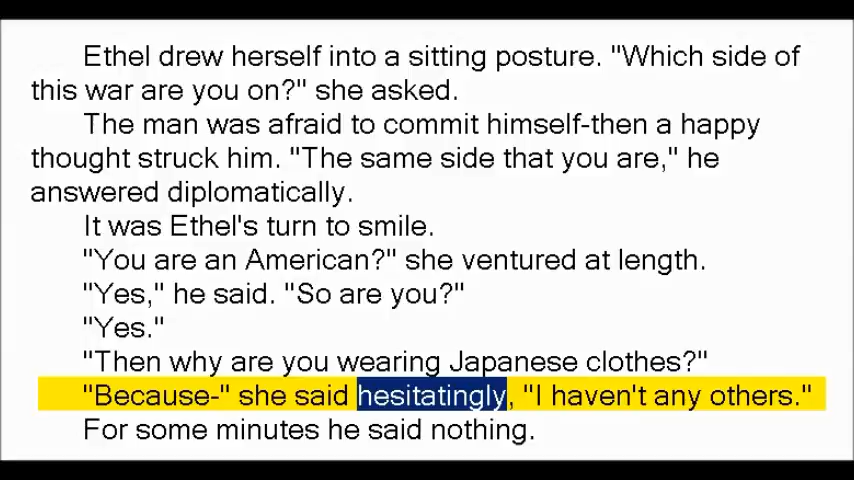 Ethel drew herself into a sitting posture. "Which side of
this war are you on?" she asked.
The man was afraid to commit himself-then a happy
thought struck him. "The same side that you are," he
answered diplomatically.
It was Ethel's turn to smile.
"You are an American?" she ventured at length.
"Yes," he said. "So are you?"
"Yes."
"Then why are you wearing Japanese clothes?"
"Because-" she said hesitatingly, "I haven't any others."
For some minutes he said nothing.